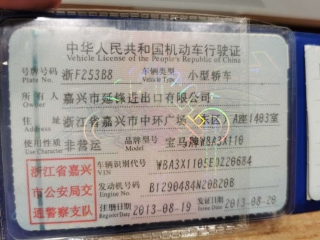 中华人民共和国机动车行驶证
Vehicle License of the People's Republic of China
号牌号码 浙F253B8 车辆类型 小型轿车
Plate No. Vehicle Type
所有人 嘉兴市延铢进出口有限公司
Owner
住址 浙江省嘉兴市中环广场 东区 A座1403室
Address
使用性质 非营运 品牌型号 宝马牌WBA3X110
Use Character Model
浙江省嘉兴市公安局交通警察支队
车辆识别代号
VIN
发动机号码 B1290484N20B20B
Engine No.
注册日期 2013-08-19 发证日期 2013-08-20
Register Date Issue Date